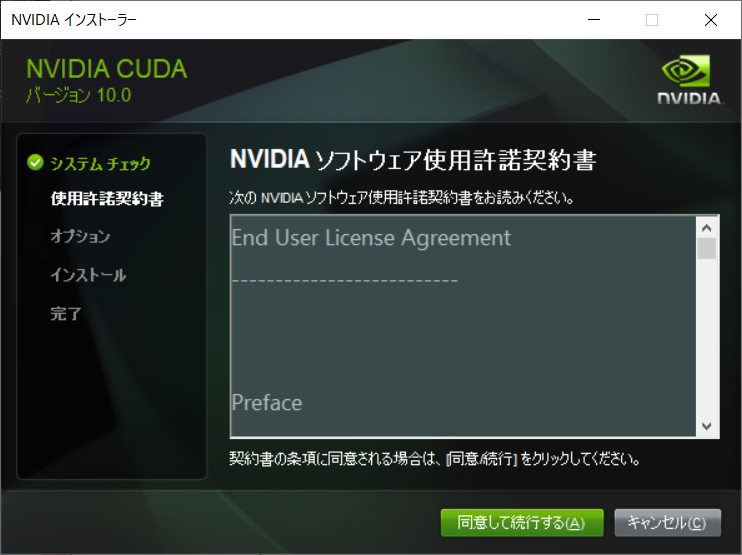 NVIDIA インストーラー
NVIDIA CUDA
バージョン 10.0
NVIDIA.
システム チェック
使用許諾契約書
オプション
インストール
完了
NVIDIA ソフトウェア使用許諾契約書
次の NVIDIA ソフトウェア使用許諾契約書をお読みください。
End User License Agreement
--------------------------
Preface
契約書の条項に同意される場合は、[同意/続行] をクリックしてください。
同意して続行する(A)
キャンセル(C)